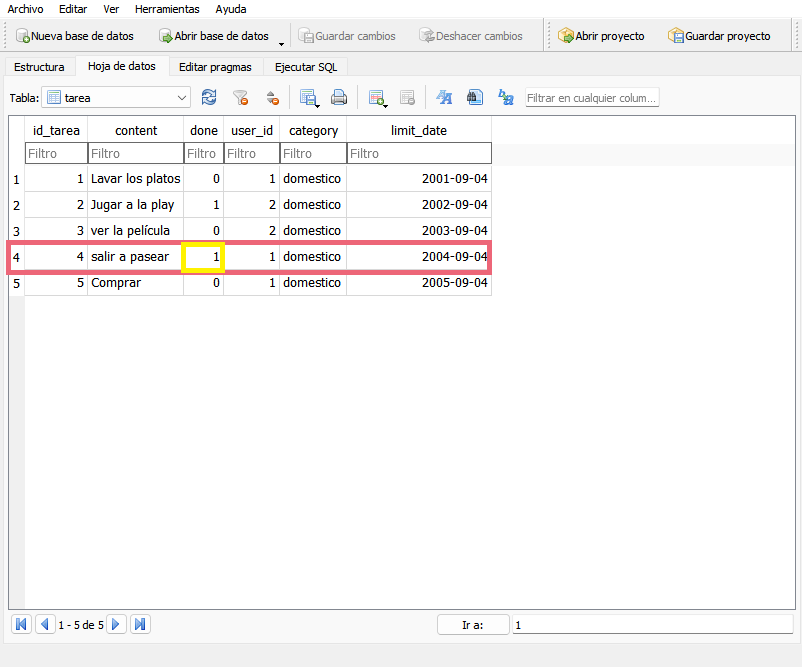 Archivo Editar Ver Herramientas Ayuda
Nueva base de datos Abrir base de datos Guardar cambios Deshacer cambios Abrir proyecto Guardar proyecto
Estructura Hoja de datos Editar pragmas Ejecutar SQL
Tabla: tarea Filtrar en cualquier colum...
id_tarea content done user_id category limit_date
Filtro Filtro Filtro Filtro Filtro Filtro
1 1 Lavar los platos 0 1 domestico 2001-09-04
2 2 Jugar a la play 1 2 domestico 2002-09-04
3 3 ver la película 0 2 domestico 2003-09-04
4 4 salir a pasear 1 1 domestico 2004-09-04
5 5 Comprar 0 1 domestico 2005-09-04
1 - 5 de 5 Ir a: 1